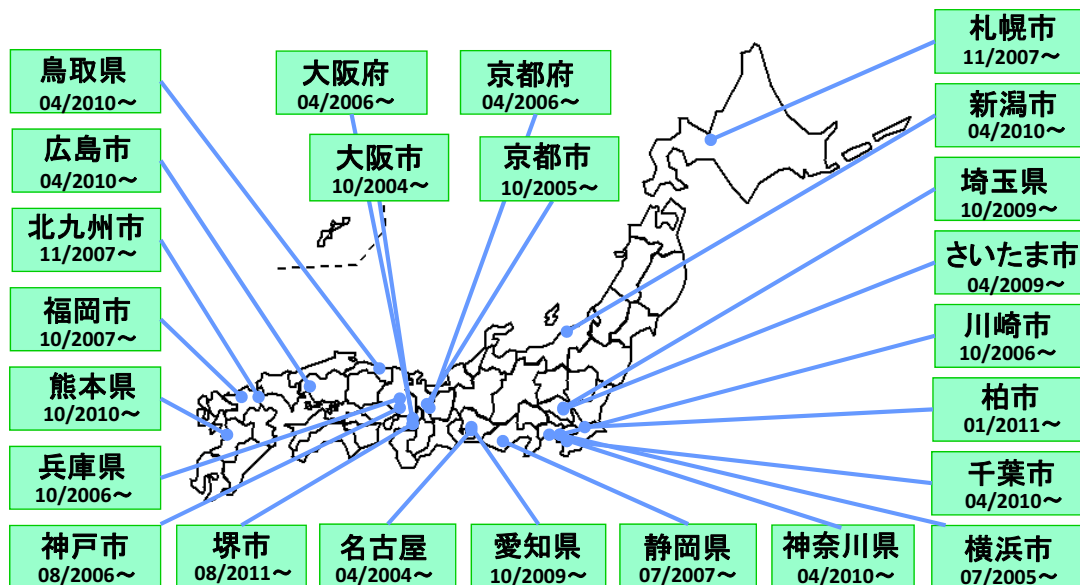 鳥取県
04/2010～
大阪府
04/2006～
京都府
04/2006～
札幌市
11/2007～
広島市
04/2010～
大阪市
10/2004～
京都市
10/2005～
新潟市
04/2010～
北九州市
11/2007～
埼玉県
10/2009～
福岡市
10/2007～
さいたま市
04/2009～
熊本県
10/2010～
川崎市
10/2006～
兵庫県
10/2006～
柏市
01/2011～
千葉市
04/2010～
神戸市
08/2006～
堺市
08/2011～
名古屋
04/2004～
愛知県
10/2009～
静岡県
07/2007～
神奈川県
04/2010～
横浜市
07/2005～